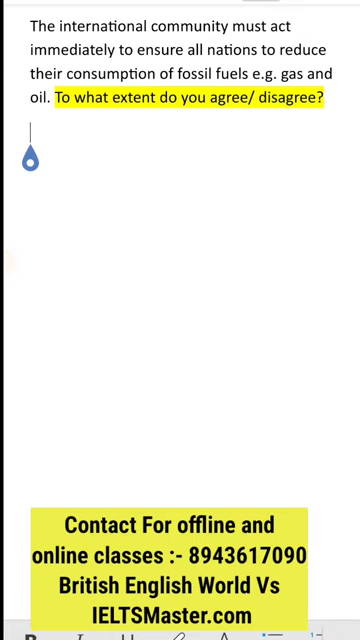 The international community must act
immediately to ensure all nations to reduce
their consumption of fossil fuels e.g. gas and
oil. To what extent do you agree/ disagree?
Contact For offline and
online classes :- 8943617090
British English World Vs
IELTSMaster.com